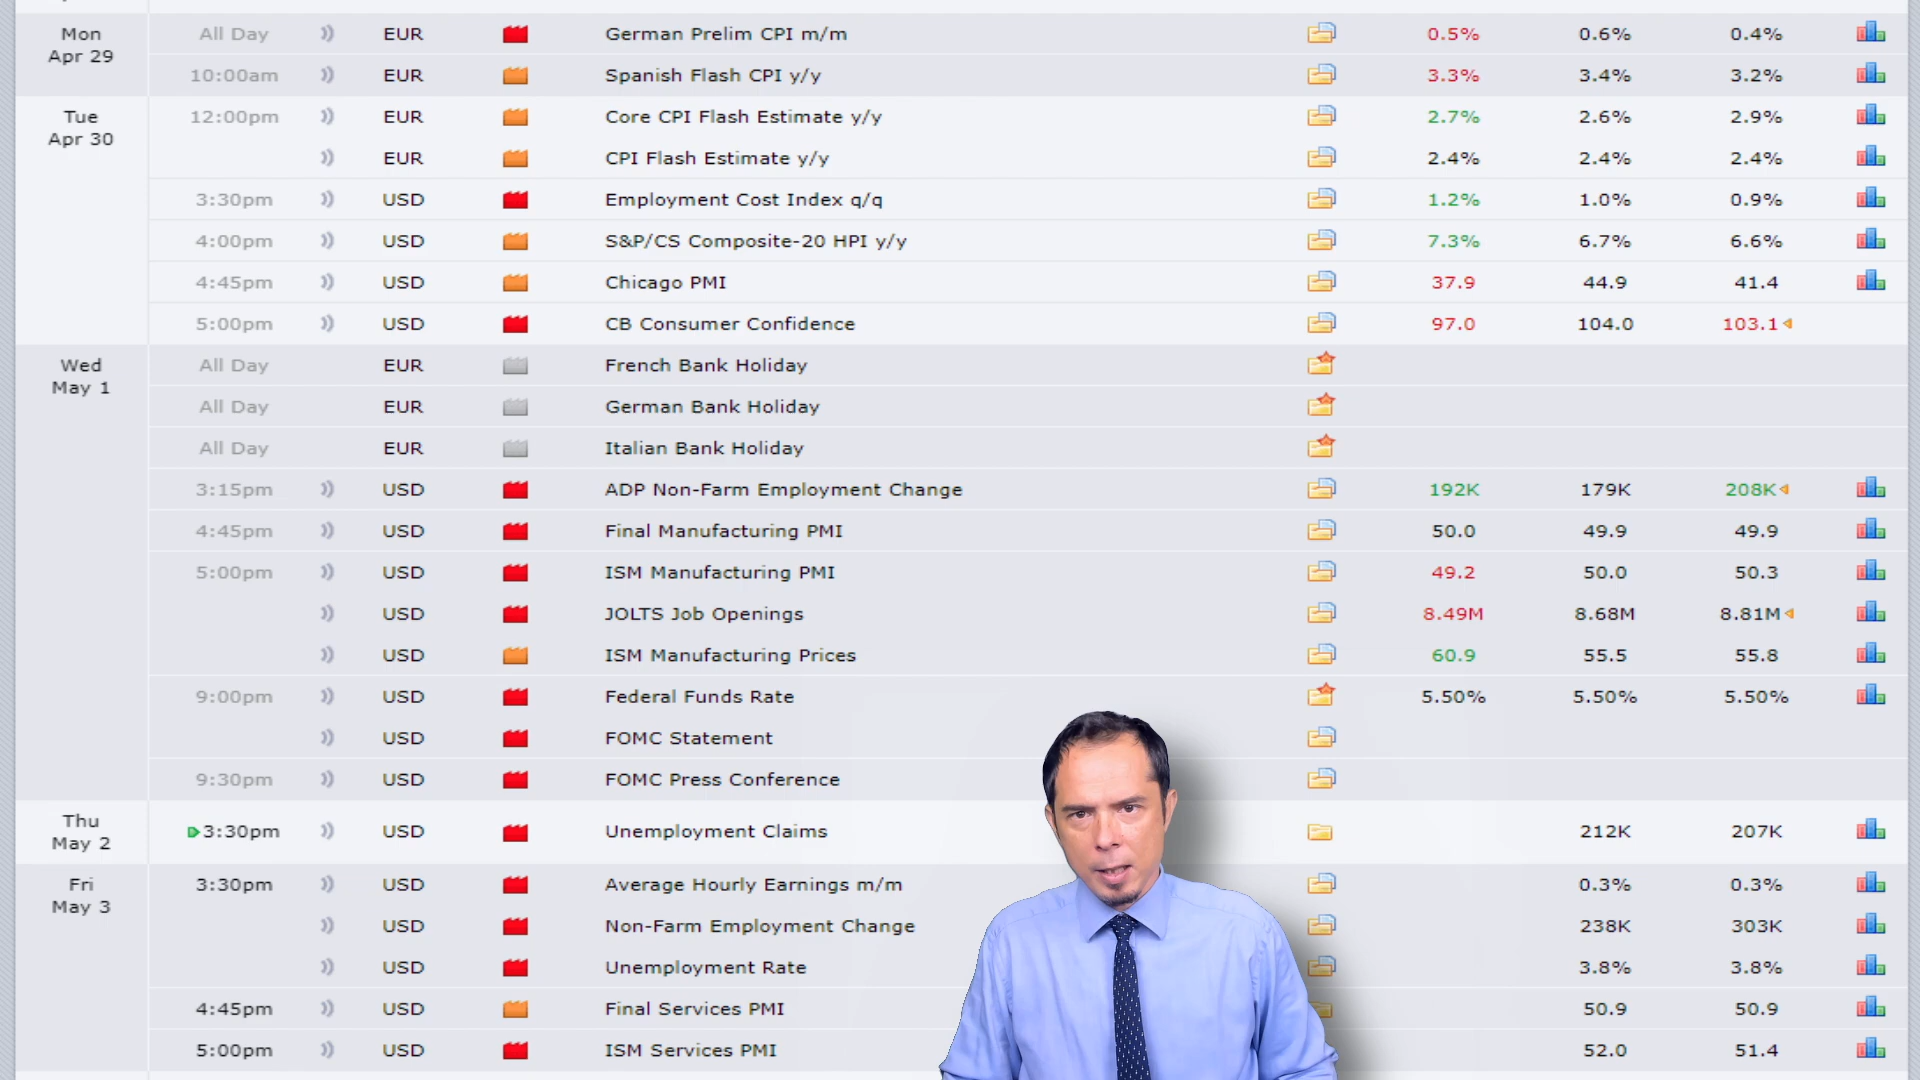 Mon
Apr 29
All Day EUR German Prelim CPI m/m 0.5% 0.6% 0.4%
10:00am EUR Spanish Flash CPI y/y 3.3% 3.4% 3.2%
Tue
Apr 30
12:00pm EUR Core CPI Flash Estimate y/y 2.7% 2.6% 2.9%
EUR CPI Flash Estimate y/y 2.4% 2.4% 2.4%
3:30pm USD Employment Cost Index q/q 1.2% 1.0% 0.9%
4:00pm USD S&P/CS Composite-20 HPI y/y 7.3% 6.7% 6.6%
4:45pm USD Chicago PMI 37.9 44.9 41.4
5:00pm USD CB Consumer Confidence 97.0 104.0 103.1
Wed
May 1
All Day EUR French Bank Holiday
All Day EUR German Bank Holiday
All Day EUR Italian Bank Holiday
3:15pm USD ADP Non-Farm Employment Change 192K 179K 208K
4:45pm USD Final Manufacturing PMI 50.0 49.9 49.9
5:00pm USD ISM Manufacturing PMI 49.2 50.0 50.3
USD JOLTS Job Openings 8.49M 8.68M 8.81M
USD ISM Manufacturing Prices 60.9 55.5 55.8
9:00pm USD Federal Funds Rate 5.50% 5.50% 5.50%
USD FOMC Statement
9:30pm USD FOMC Press Conference
Thu
May 2
3:30pm USD Unemployment Claims 212K 207K
Fri
May 3
3:30pm USD Average Hourly Earnings m/m 0.3% 0.3%
USD Non-Farm Employment Change 238K 303K
USD Unemployment Rate 3.8% 3.8%
4:45pm USD Final Services PMI 50.9 50.9
5:00pm USD ISM Services PMI 52.0 51.4